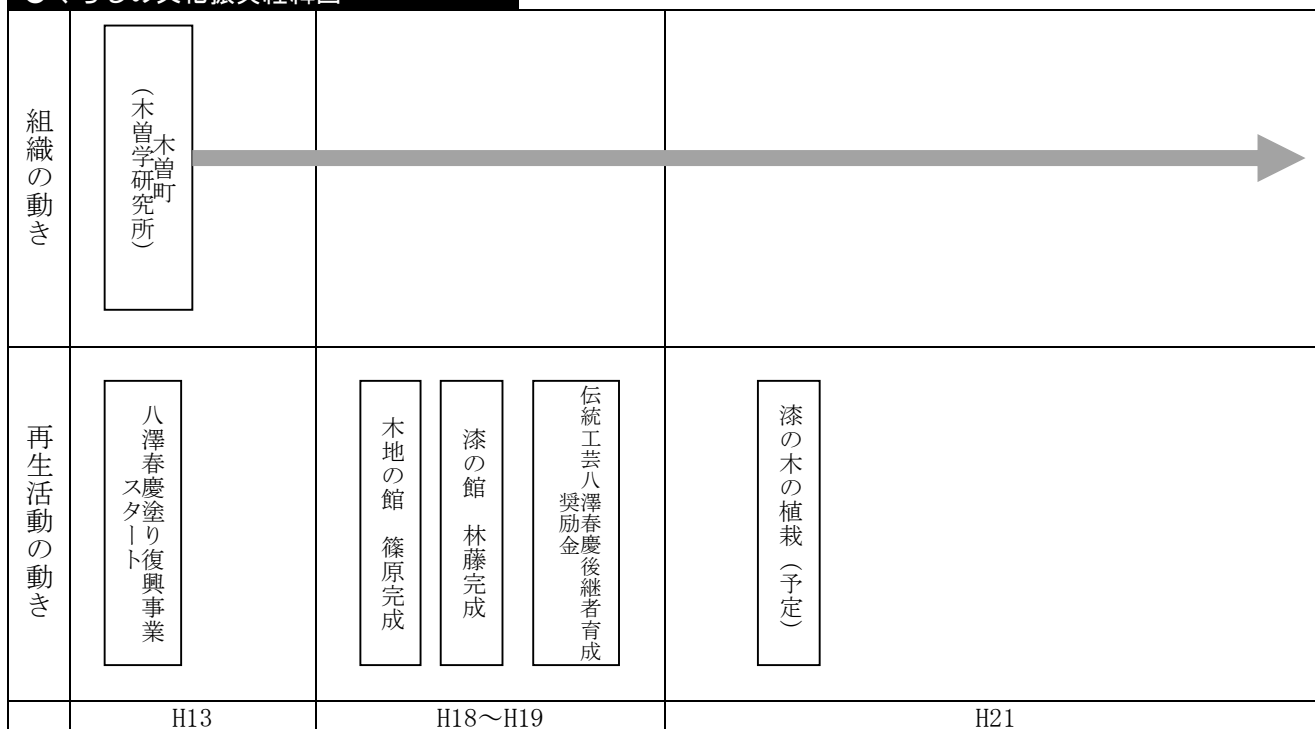 組織の動き
木曽町
（木曽学研究所）
再生活動の動き
八澤春慶塗り復興事業
スタート
木地の館　篠原完成
漆の館　林藤完成
伝統工芸八澤春慶後継者育成
奨励金
漆の木の植栽（予定）
H13
H18～H19
H21